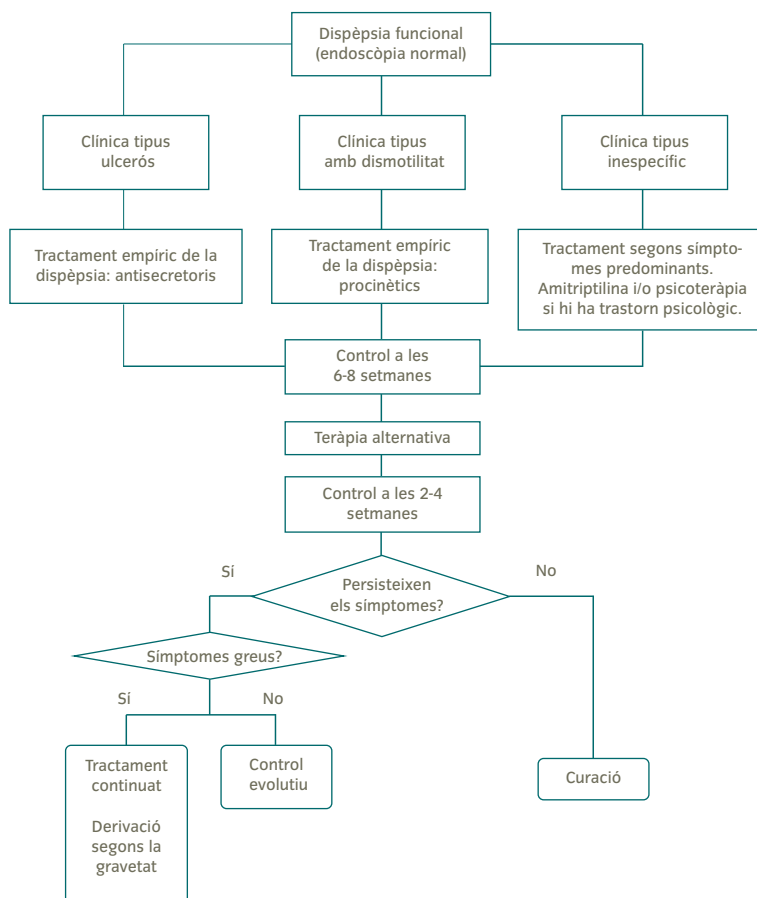 Dispèpsia funcional
(endoscòpia normal)
Clínica tipus
ulcerós
Clínica tipus
amb dismotilitat
Clínica tipus
inespecífic
Tractament empíric de la
dispèpsia: antisecretoris
Tractament empíric
de la dispèpsia:
procinètics
Tractament segons símpto-
mes predominants.
Amitriptilina i/o psicoteràpia
si hi ha trastorn psicològic.
Control a les
6-8 setmanes
Teràpia alternativa
Control a les 2-4
setmanes
Sí
No
Persisteixen
els símptomes?
Símptomes greus?
Sí
No
Tractament
continuat
Derivació
segons la
gravetat
Control
evolutiu
Curació